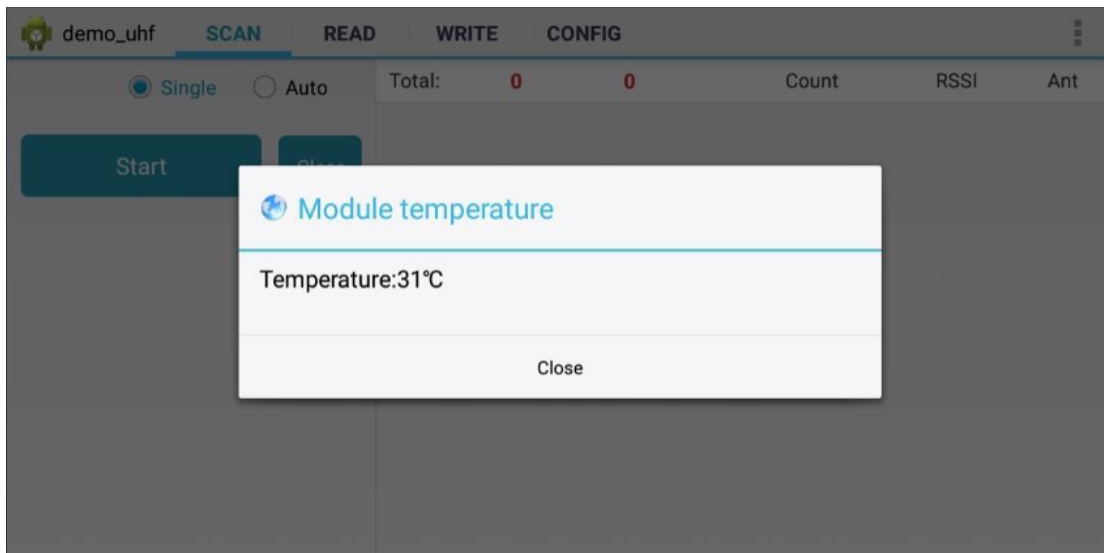 demo_uhf SCAN READ WRITE CONFIG
Single Auto Total: 0 0 Count RSSI Ant
Start
Module temperature
Temperature:31℃
Close